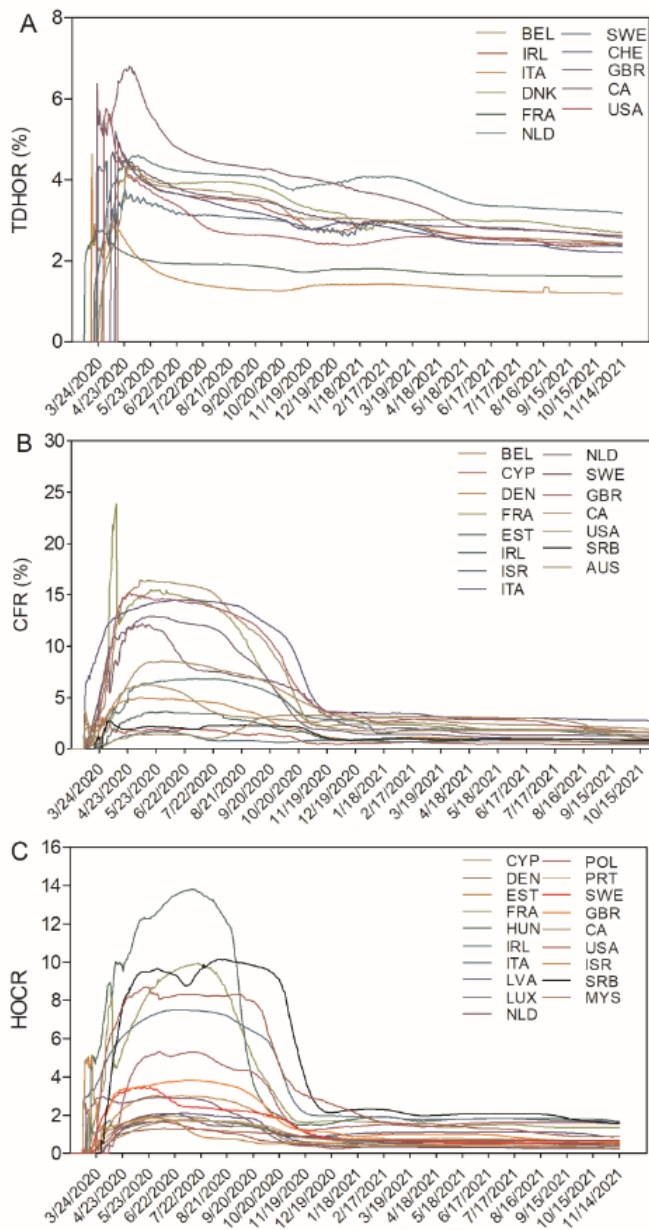 A
TDHOR (%)
8
6
4
2
0
BEL
IRL
ITA
DNK
FRA
NLD
SWE
CHE
GBR
CA
USA
3/24/2020
4/23/2020
5/23/2020
6/22/2020
7/22/2020
8/21/2020
9/20/2020
10/20/2020
11/19/2020
12/19/2020
1/18/2021
2/17/2021
3/19/2021
4/18/2021
5/18/2021
6/17/2021
7/17/2021
8/16/2021
9/15/2021
10/15/2021
11/14/2021
B
CFR (%)
30
25
20
15
10
5
0
BEL
CYP
DEN
FRA
EST
IRL
ISR
ITA
NLD
SWE
GBR
CA
USA
SRB
AUS
3/24/2020
4/23/2020
5/23/2020
6/22/2020
7/22/2020
8/21/2020
9/20/2020
10/20/2020
11/19/2020
12/19/2020
1/18/2021
2/17/2021
3/19/2021
4/18/2021
5/18/2021
6/17/2021
7/17/2021
8/16/2021
9/15/2021
10/15/2021
C
HOCR
16
14
12
10
8
6
4
2
0
CYP
DEN
EST
FRA
HUN
IRL
ITA
LVA
LUX
NLD
POL
PRT
SWE
GBR
CA
USA
ISR
SRB
MYS
3/24/2020
4/23/2020
5/23/2020
6/22/2020
7/22/2020
8/21/2020
9/20/2020
10/20/2020
11/19/2020
12/19/2020
1/18/2021
2/17/2021
3/19/2021
4/18/2021
5/18/2021
6/17/2021
7/17/2021
8/16/2021
9/15/2021
10/15/2021
11/14/2021